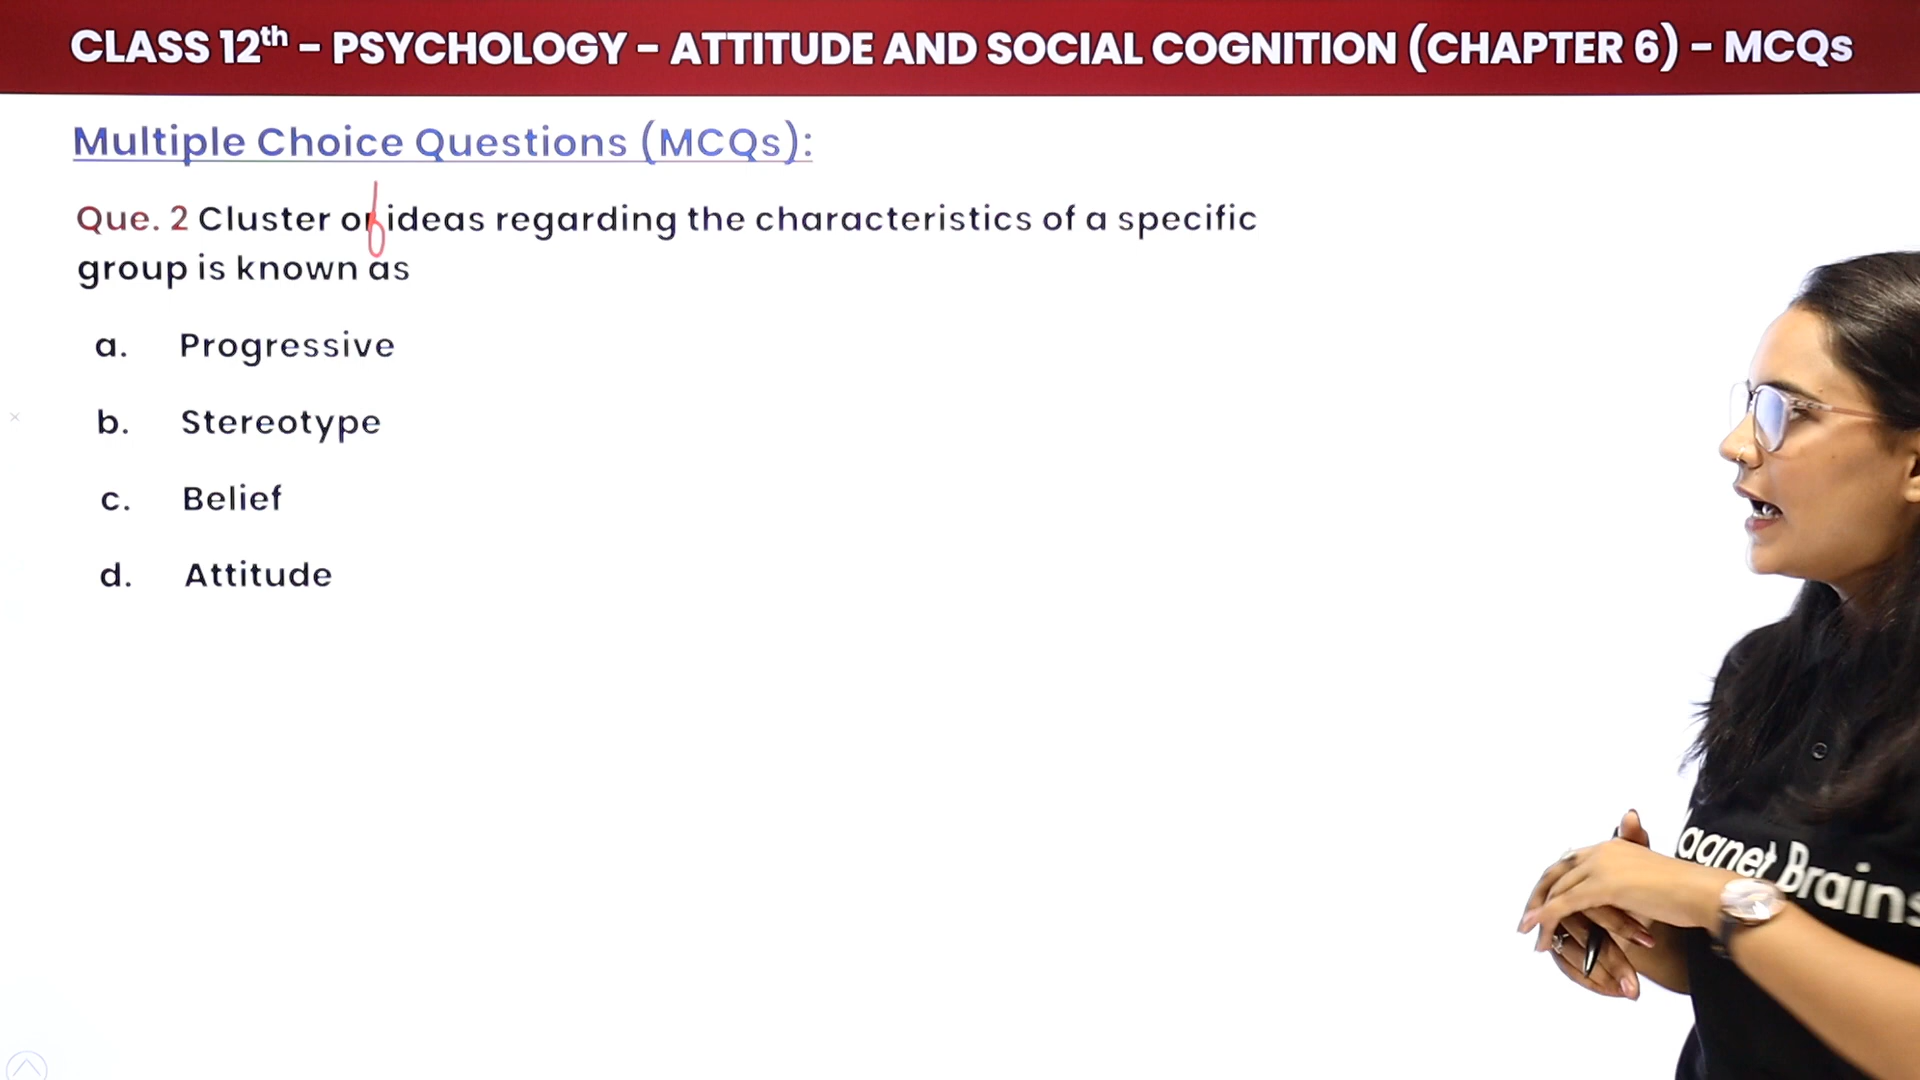 CLASS 12th – PSYCHOLOGY – ATTITUDE AND SOCIAL COGNITION (CHAPTER 6) – MCQs
Multiple Choice Questions (MCQs):
Que. 2 Cluster of ideas regarding the characteristics of a specific
group is known as
a. Progressive
b. Stereotype
c. Belief
d. Attitude
agnet Brains